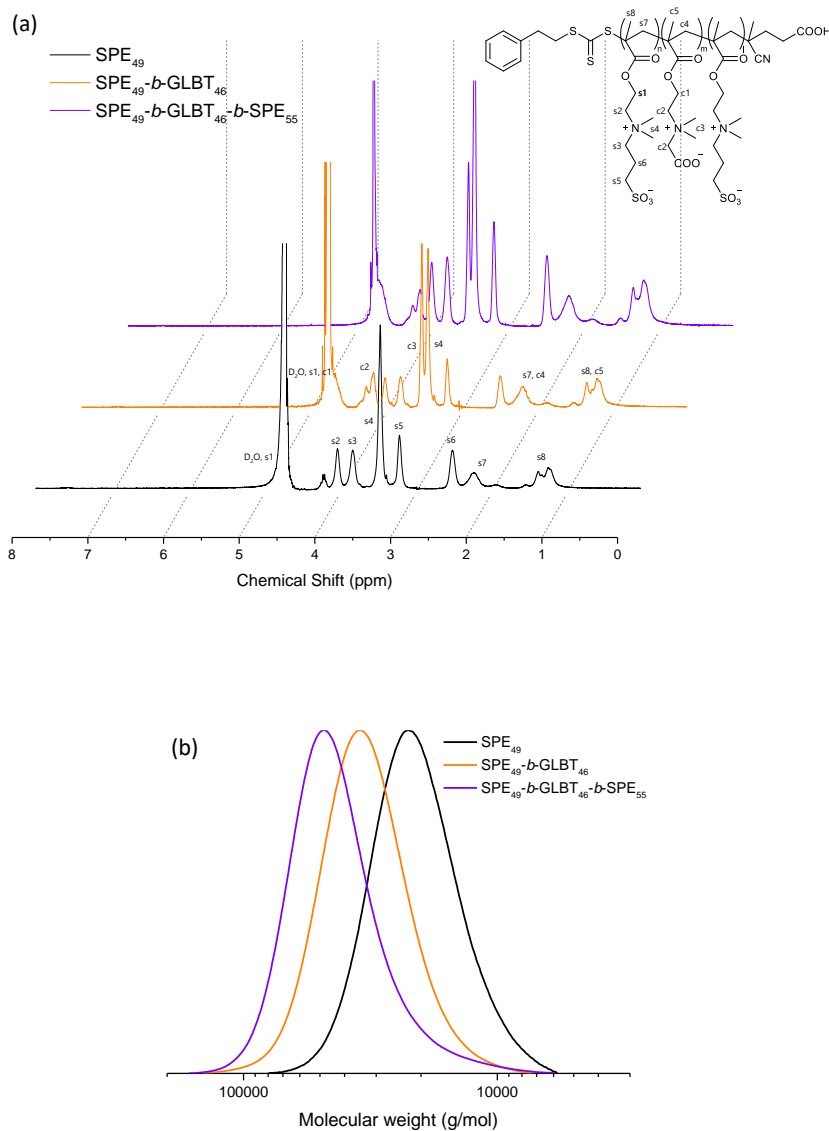 (a)
SPE49
SPE49-b-GLBT46
SPE49-b-GLBT46-b-SPE55
s8
c5
s7
c4
S
S
S
n
m
l
COOH
CN
O
O
O
O
O
O
s1
c1
s2
c2
N
+
s4
N
+
c3
N
+
s3
c2
s6
COO-
s5
SO3-
SO3-
D2O, s1, c1
c2
c3
s4
s7, c4
s8, c5
D2O, s1
s2
s3
s4
s5
s6
s7
s8
8 7 6 5 4 3 2 1 0
Chemical Shift (ppm)
(b)
SPE49
SPE49-b-GLBT46
SPE49-b-GLBT46-b-SPE55
100000 10000
Molecular weight (g/mol)